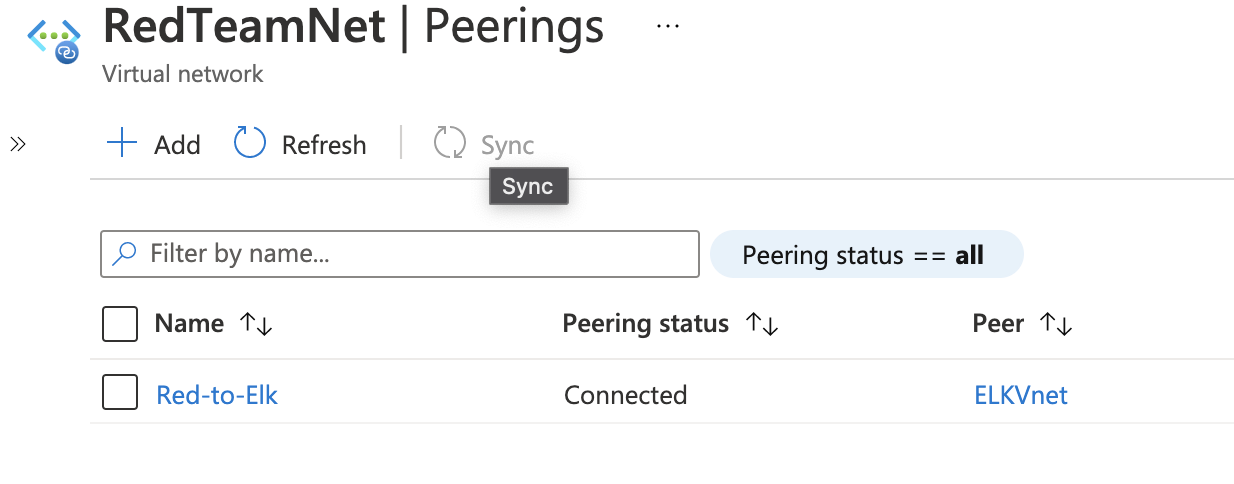 RedTeamNet | Peerings ...
Virtual network
» + Add Refresh | Sync
Sync
Filter by name... Peering status == all
Name ↑↓ Peering status ↑↓ Peer ↑↓
Red-to-Elk Connected ELKVnet